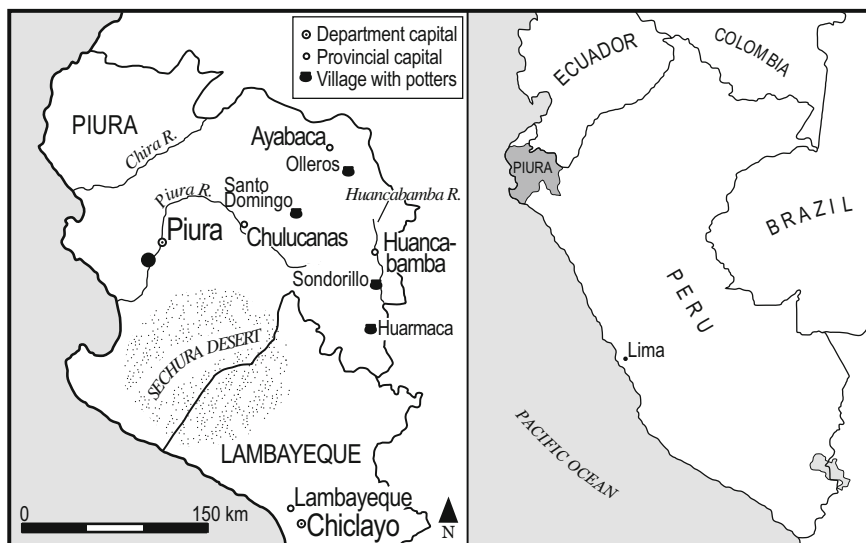 Department capital
Provincial capital
Village with potters
PIURA
Chira R.
Ayabaca
Olleros
Piura R.
Santo
Domingo
Huancabamba R.
Piura
Chulucanas
Huanca-
bamba
Sondorillo
Huarmaca
SECHURA DESERT
LAMBAYEQUE
Lambayeque
Chiclayo
0
150 km
N
ECUADOR
COLOMBIA
PIURA
BRAZIL
PERU
Lima
PACIFIC OCEAN